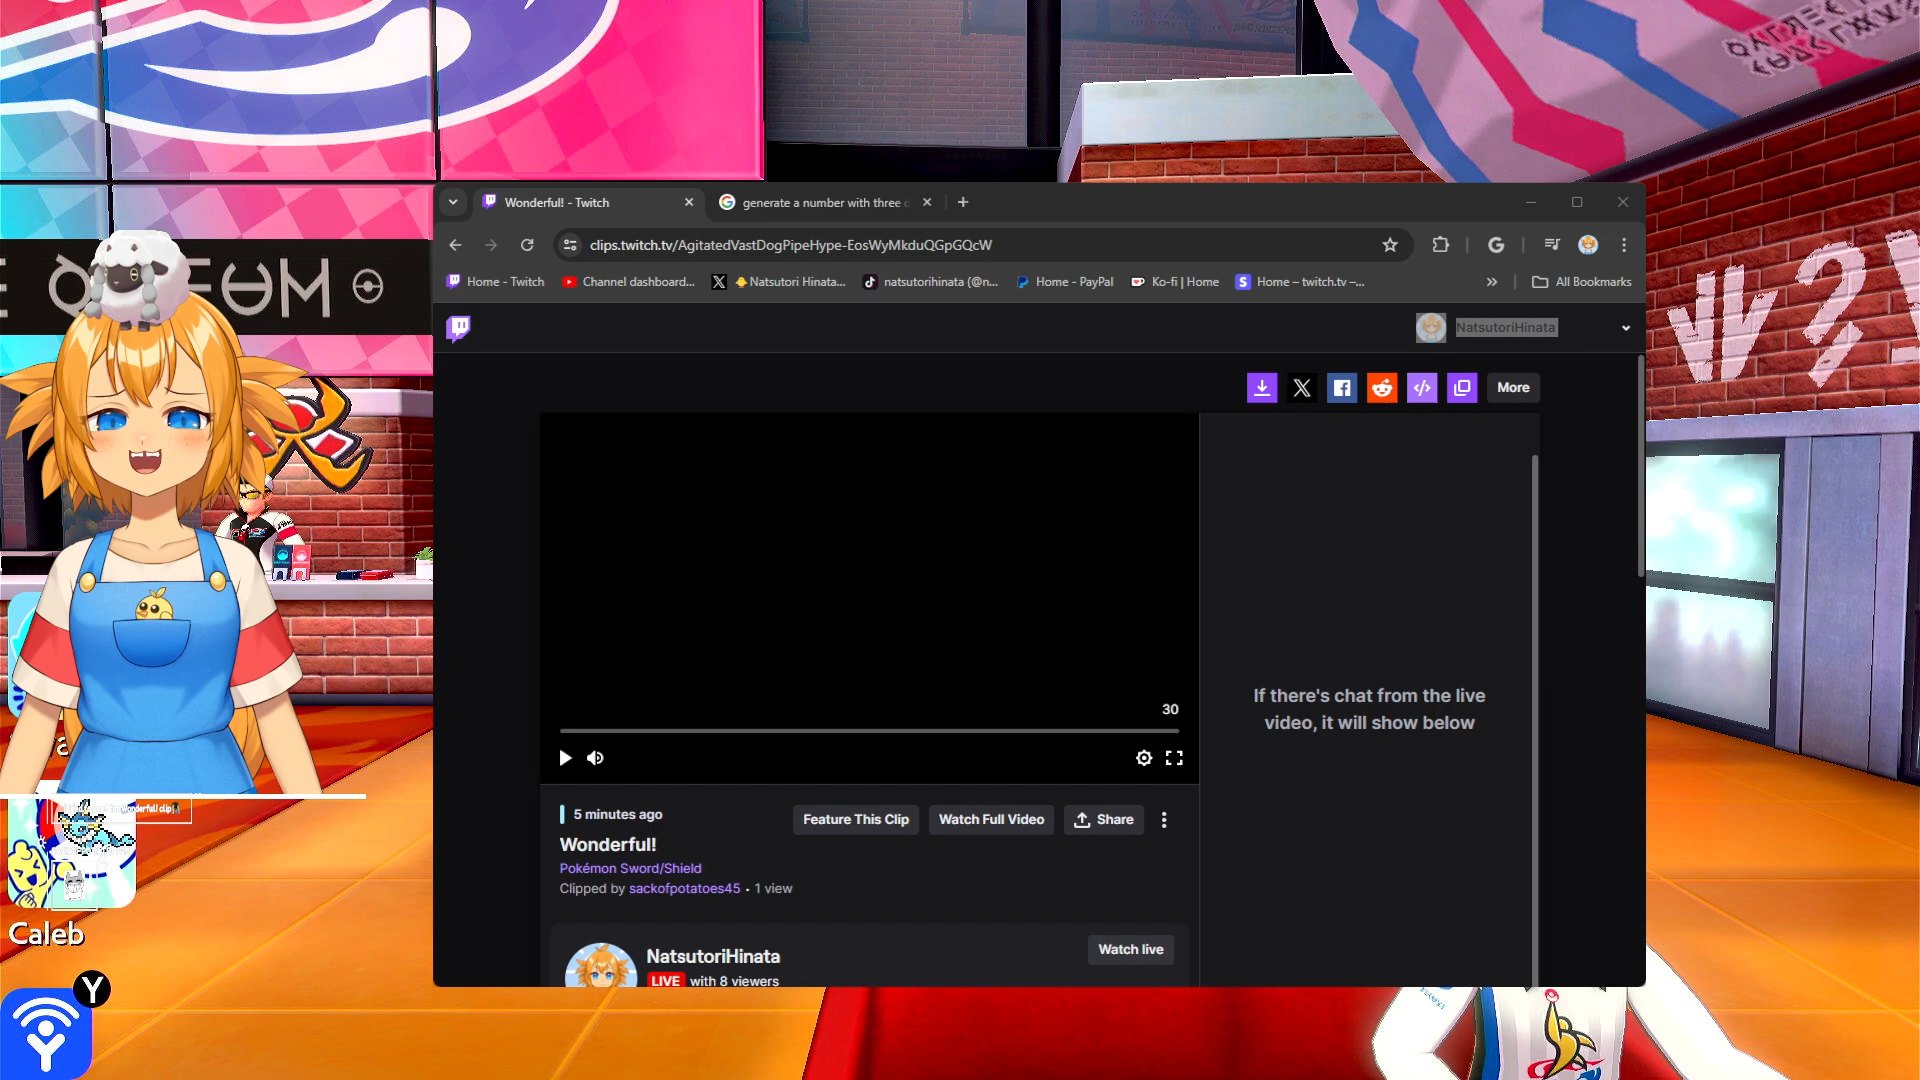 Wonderful! - Twitch
generate a number with three d
clips.twitch.tv/AgitatedVastDogPipeHype-EosWyMkduQGpGQcW
Home - Twitch
Channel dashboard...
Natsutori Hinata...
natsutorihinata (@n...
Home - PayPal
Ko-fi | Home
Home – twitch.tv –...
All Bookmarks
NatsutoriHinata
More
30
If there's chat from the live
video, it will show below
5 minutes ago
Feature This Clip
Watch Full Video
Share
Wonderful!
Pokémon Sword/Shield
Clipped by sackofpotatoes45 • 1 view
NatsutoriHinata
Watch live
LIVE with 8 viewers
Wonderful! clip
Caleb
Y